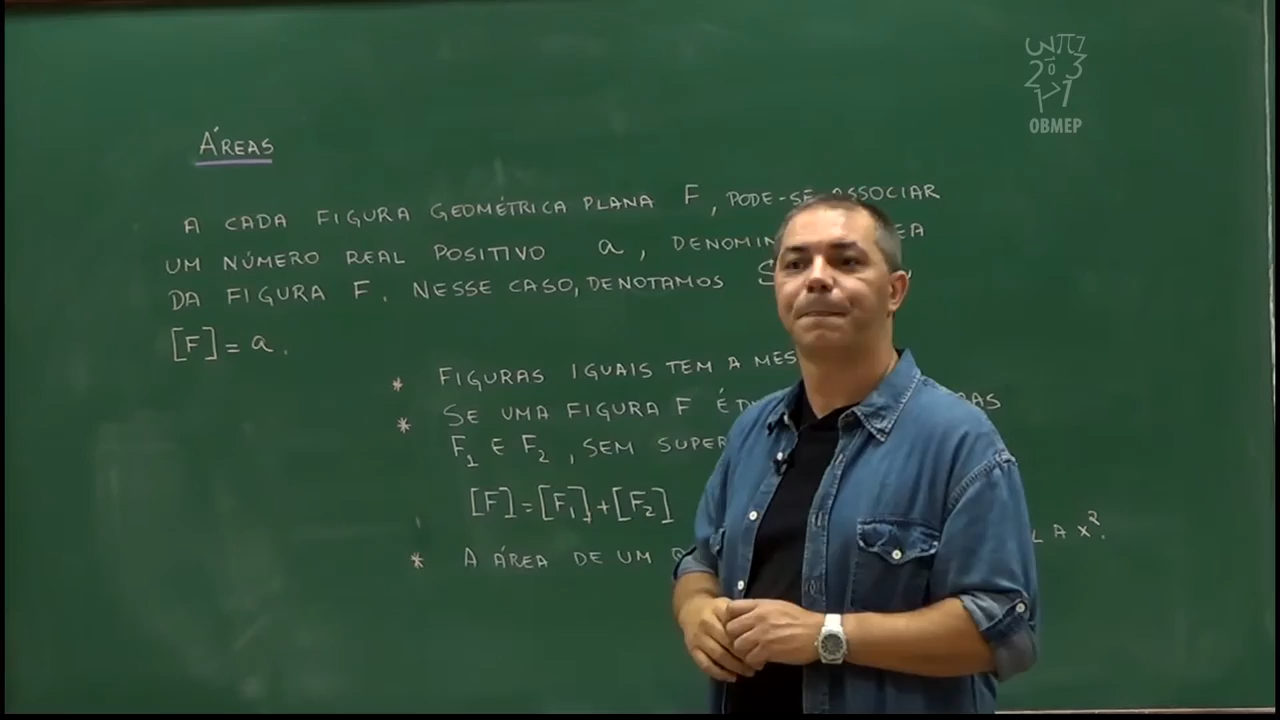 OBMEP
ÁREAS
A CADA FIGURA GEOMÉTRICA PLANA F, PODE-SE ASSOCIAR
UM NÚMERO REAL POSITIVO a, DENOMIN
DA FIGURA F. NESSE CASO, DENOTAMOS S
[F] = a.
* FIGURAS IGUAIS TEM A MES
* SE UMA FIGURA F É
F1 E F2, SEM SUPER
[F]=[F1]+[F2]
* A ÁREA DE UM L A X².